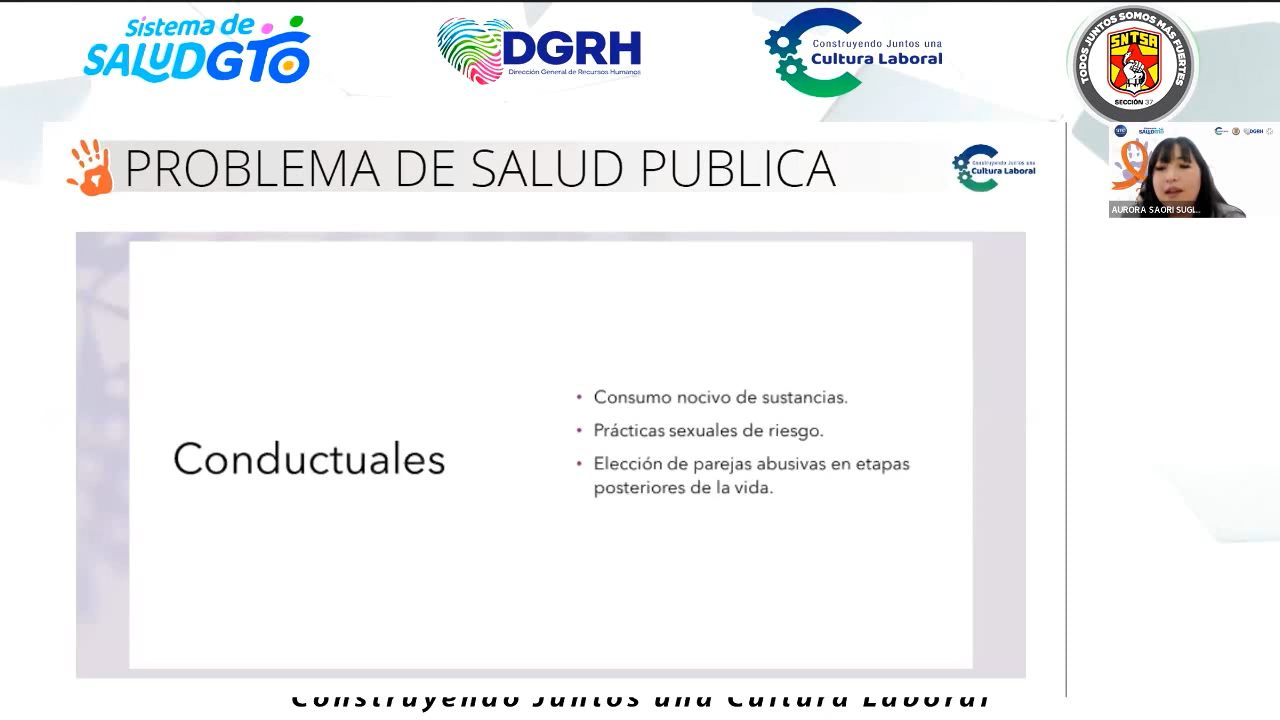 Sistema de
SALUDGTO
DGRH
Dirección General de Recursos Humanos
Construyendo Juntos una
Cultura Laboral
TODOS JUNTOS SOMOS MÁS FUERTES
SNTSA
SECCIÓN 37
PROBLEMA DE SALUD PUBLICA
Construyendo Juntos una
Cultura Laboral
SALUDGTO
DGRH
AURORA SAORI SUGI...
Conductuales
• Consumo nocivo de sustancias.
• Prácticas sexuales de riesgo.
• Elección de parejas abusivas en etapas
posteriores de la vida.
Construyendo Juntos una Cultura Laboral